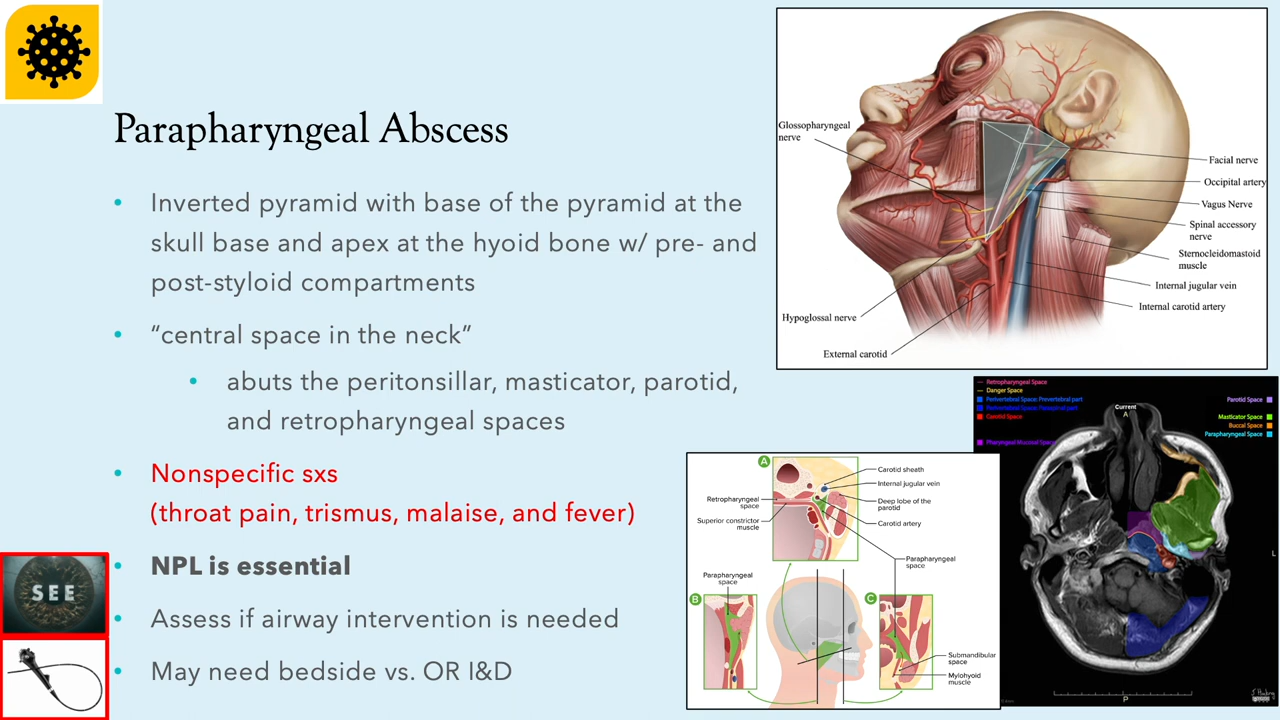 Parapharyngeal Abscess
• Inverted pyramid with base of the pyramid at the
skull base and apex at the hyoid bone w/ pre- and
post-styloid compartments
• “central space in the neck”
• abuts the peritonsillar, masticator, parotid,
and retropharyngeal spaces
• Nonspecific sxs
(throat pain, trismus, malaise, and fever)
• NPL is essential
• Assess if airway intervention is needed
• May need bedside vs. OR I&D
SEE
Glossopharyngeal
nerve
Facial nerve
Occipital artery
Vagus Nerve
Spinal accessory
nerve
Sternocleidomastoid
muscle
Internal jugular vein
Internal carotid artery
Hypoglossal nerve
External carotid
A
Carotid sheath
Internal jugular vein
Deep lobe of the
parotid
Carotid artery
Retropharyngeal
space
Superior constrictor
muscle
Parapharyngeal
space
Parapharyngeal
space
B
C
Submandibular
space
Mylohyoid
muscle
Retropharyngeal Space
Danger Space
Perivertebral Space: Prevertebral part
Perivertebral Space: Paraspinal part
Carotid Space
Pharyngeal Mucosal Space
Current
A
Parotid Space
Masticator Space
Buccal Space
Parapharyngeal Space
L
P